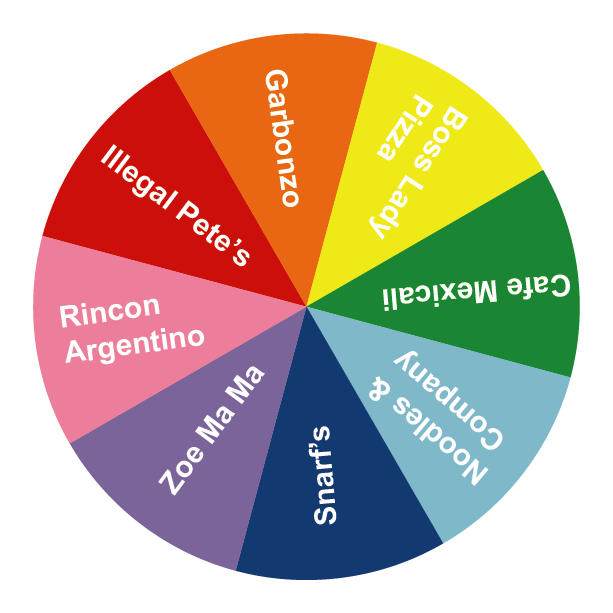 Garbonzo
Boss Lady
Pizza
Cafe Mexicali
Noodles &
Company
Snarf's
Zoe Ma Ma
Rincon
Argentino
Illegal Pete’s